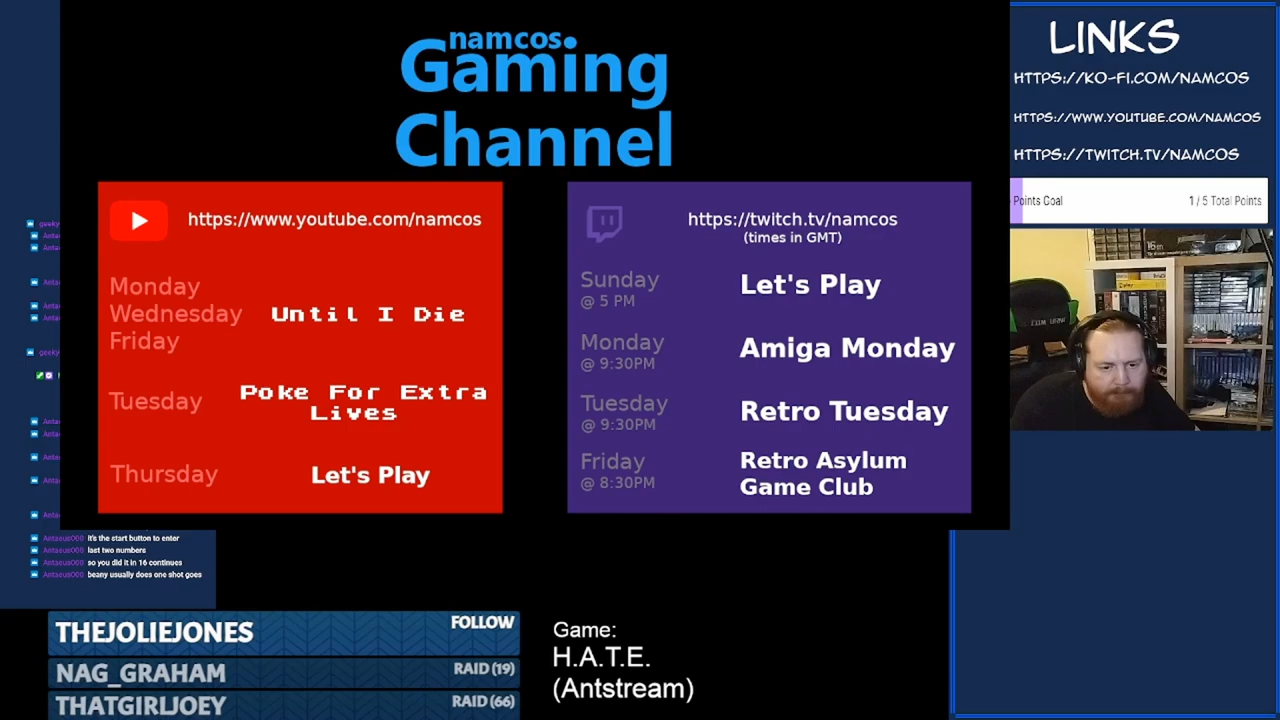 namcos
Gaming
Channel
https://www.youtube.com/namcos
Monday
Wednesday
Friday
Until I Die
Tuesday
Poke For Extra
Lives
Thursday
Let's Play
https://twitch.tv/namcos
(times in GMT)
Sunday
@ 5 PM
Let's Play
Monday
@ 9:30PM
Amiga Monday
Tuesday
@ 9:30PM
Retro Tuesday
Friday
@ 8:30PM
Retro Asylum
Game Club
LINKS
HTTPS://KO-FI.COM/NAMCOS
HTTPS://WWW.YOUTUBE.COM/NAMCOS
HTTPS://TWITCH.TV/NAMCOS
Points Goal
1 / 5 Total Points
Antaeus000 it's the start button to enter
Antaeus000 last two numbers
Antaeus000 so you did it in 16 continues
Antaeus000 beany usually does one shot goes
THEJOLIEJONES FOLLOW
NAG_GRAHAM RAID (19)
THATGIRLJOEY RAID (66)
Game:
H.A.T.E.
(Antstream)